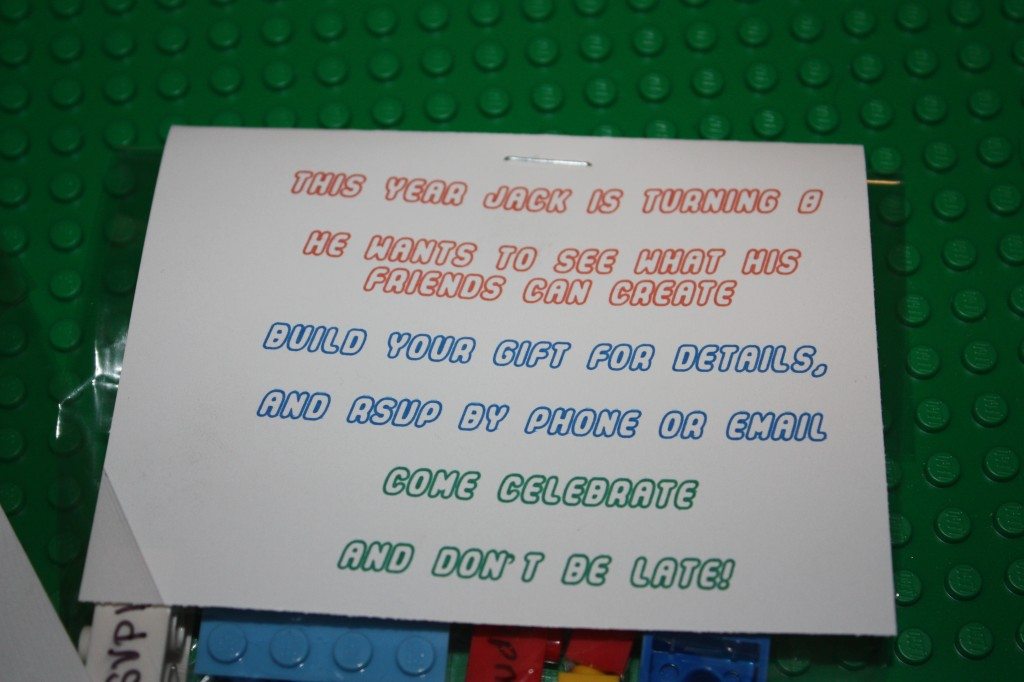 THIS YEAR JACK IS TURNING 8
HE WANTS TO SEE WHAT HIS
FRIENDS CAN CREATE
BUILD YOUR GIFT FOR DETAILS,
AND RSVP BY PHONE OR EMAIL
COME CELEBRATE
AND DON'T BE LATE!